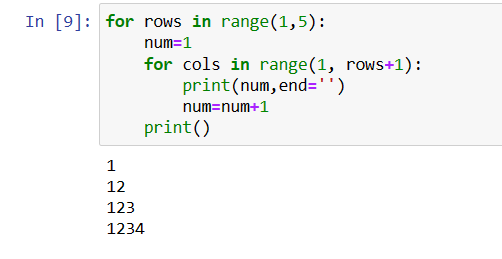 In [9]: for rows in range(1,5):
    num=1
    for cols in range(1, rows+1):
        print(num,end='')
        num=num+1
    print()
1
12
123
1234